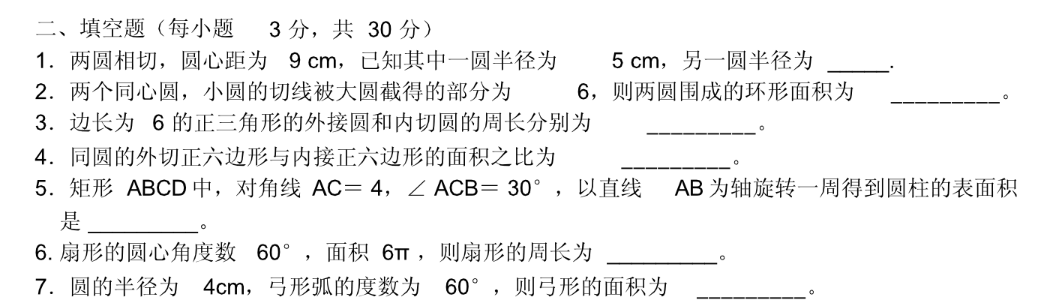 二、填空题（每小题 3 分，共 30 分）
1．两圆相切，圆心距为 9 cm，已知其中一圆半径为 5 cm，另一圆半径为 _____.
2．两个同心圆，小圆的切线被大圆截得的部分为 6，则两圆围成的环形面积为 _________。
3．边长为 6 的正三角形的外接圆和内切圆的周长分别为 _________。
4．同圆的外切正六边形与内接正六边形的面积之比为 _________。
5．矩形 ABCD 中，对角线 AC＝ 4，∠ ACB＝ 30°，以直线 AB 为轴旋转一周得到圆柱的表面积
是 _________。
6. 扇形的圆心角度数 60°，面积 6π，则扇形的周长为 _________。
7．圆的半径为 4cm，弓形弧的度数为 60°，则弓形的面积为 _________。